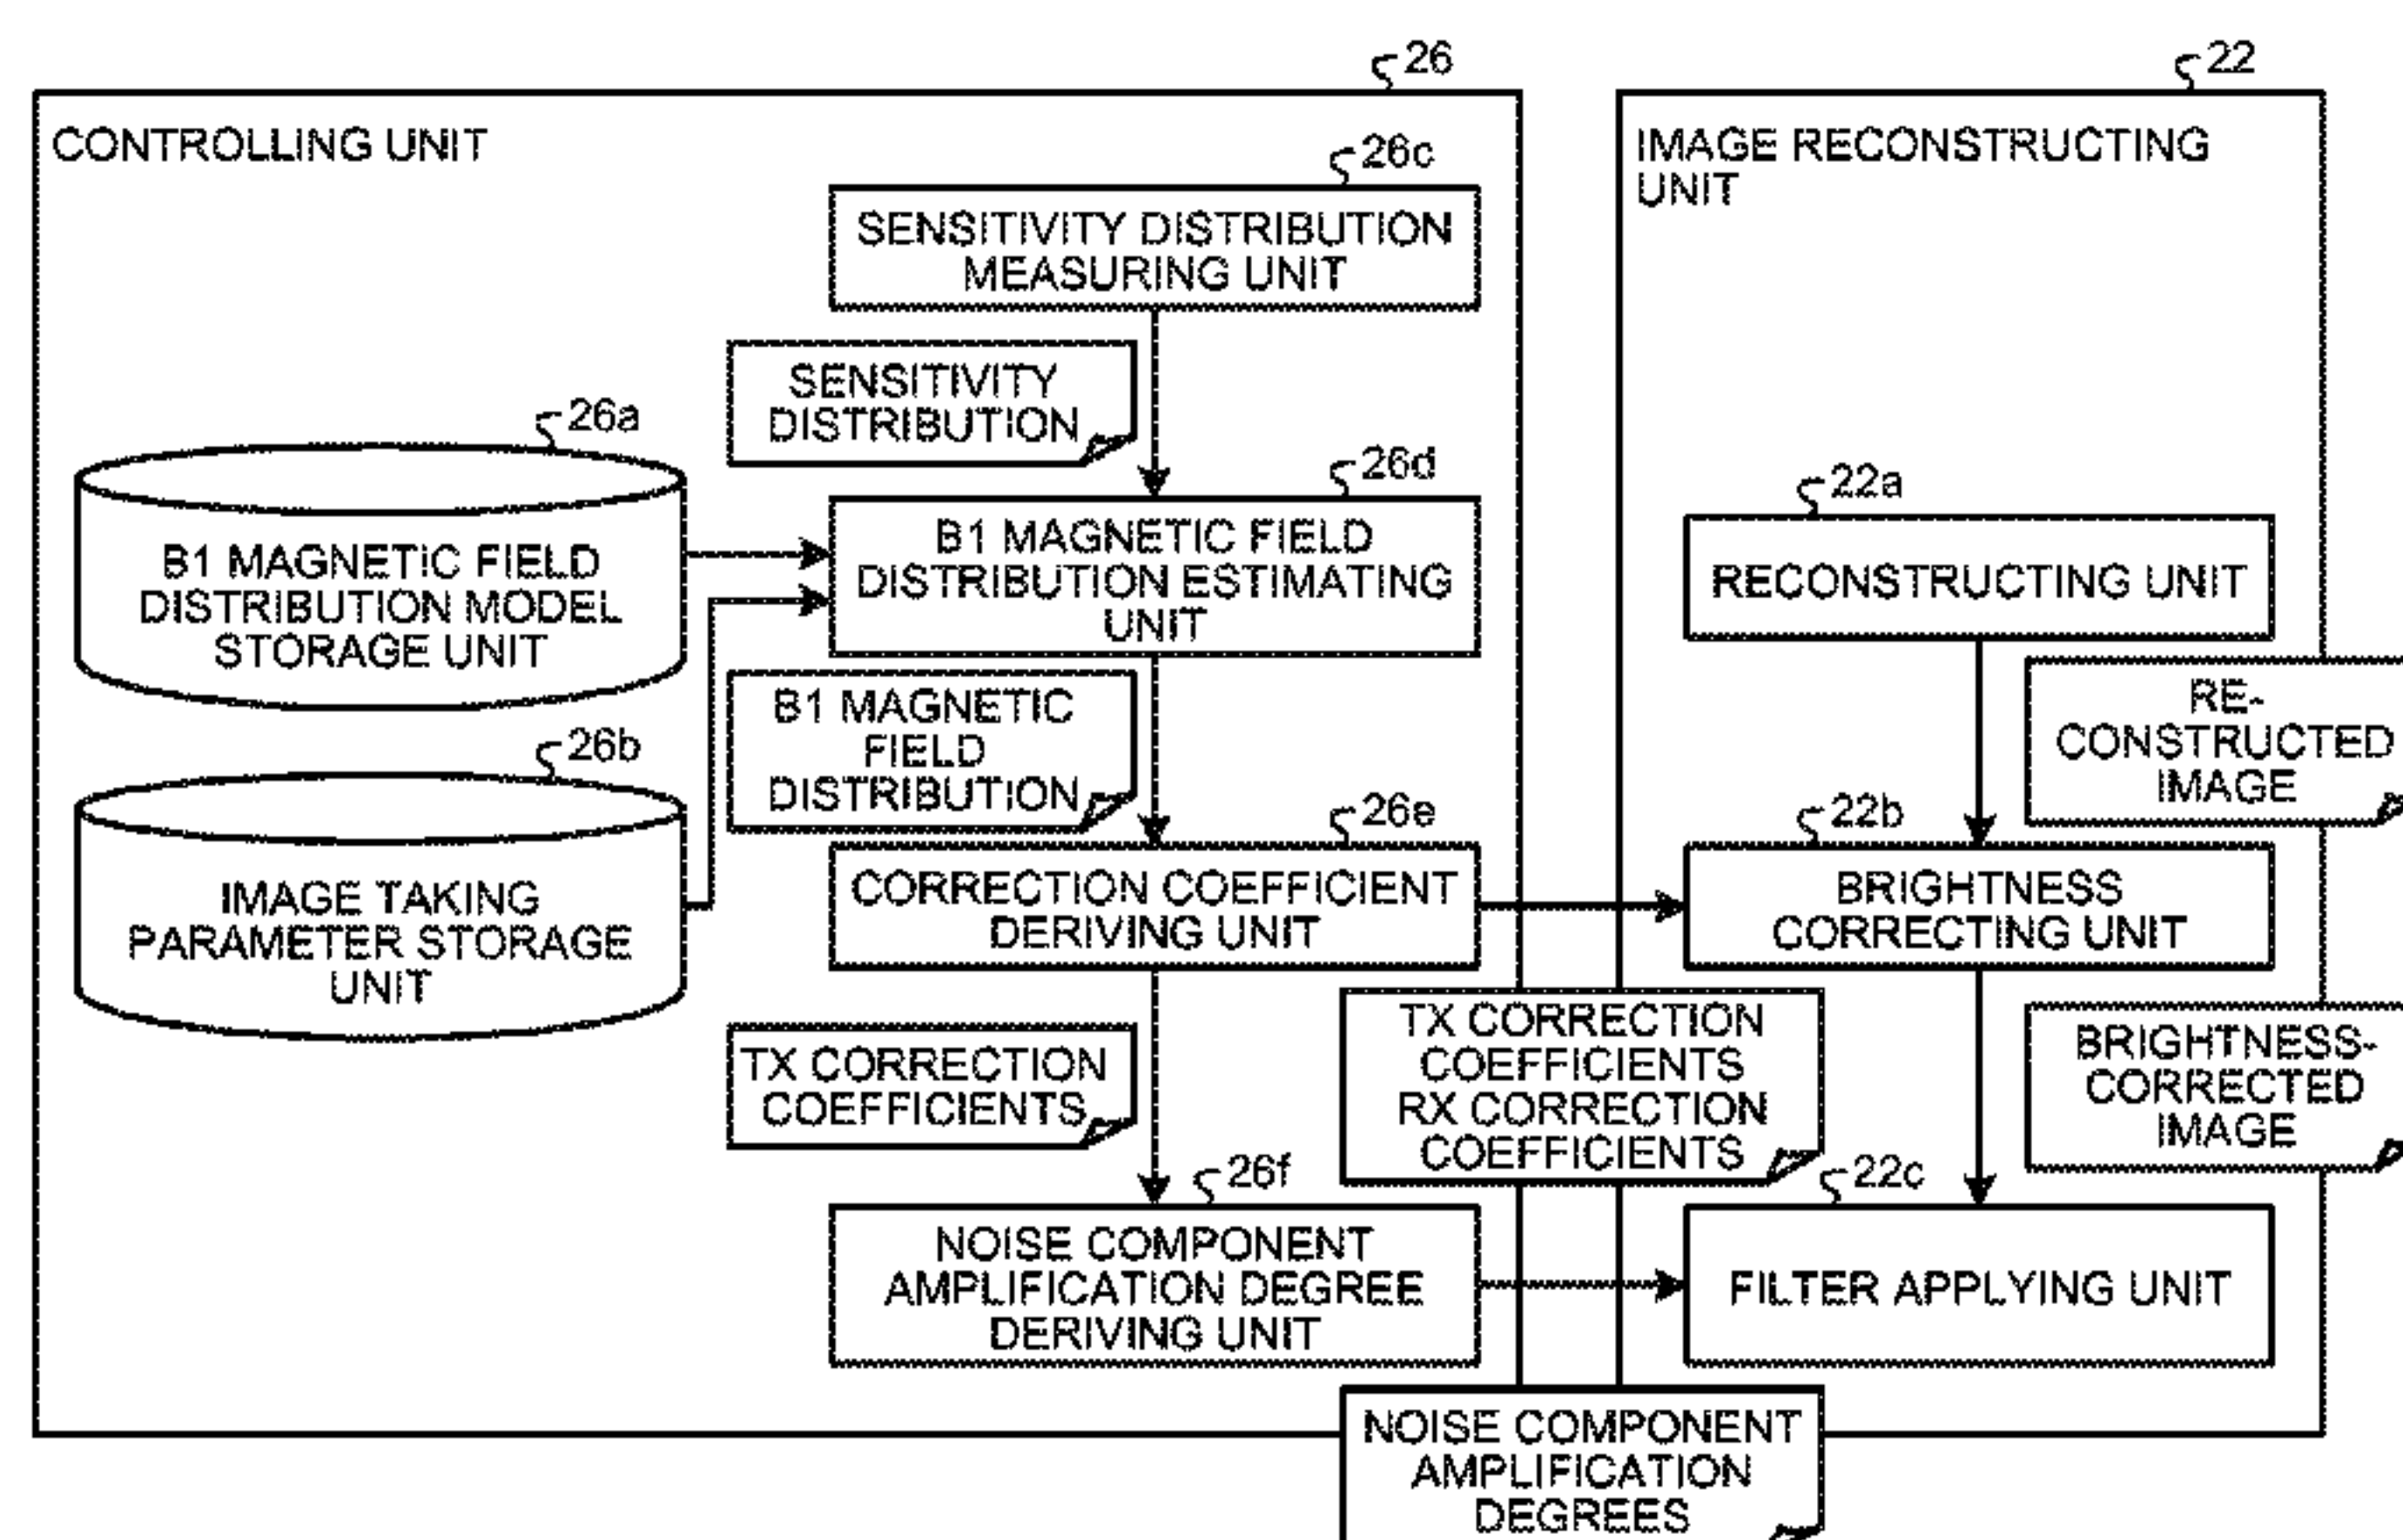 26
22
CONTROLLING UNIT
IMAGE RECONSTRUCTING
UNIT
26c
SENSITIVITY DISTRIBUTION
MEASURING UNIT
SENSITIVITY
DISTRIBUTION
26a
B1 MAGNETIC FIELD
DISTRIBUTION MODEL
STORAGE UNIT
26d
B1 MAGNETIC FIELD
DISTRIBUTION ESTIMATING
UNIT
22a
RECONSTRUCTING UNIT
B1 MAGNETIC
FIELD
DISTRIBUTION
RE-
CONSTRUCTED
IMAGE
26b
IMAGE TAKING
PARAMETER STORAGE
UNIT
26e
CORRECTION COEFFICIENT
DERIVING UNIT
22b
BRIGHTNESS
CORRECTING UNIT
TX CORRECTION
COEFFICIENTS
TX CORRECTION
COEFFICIENTS
RX CORRECTION
COEFFICIENTS
BRIGHTNESS-
CORRECTED
IMAGE
26f
NOISE COMPONENT
AMPLIFICATION DEGREE
DERIVING UNIT
22c
FILTER APPLYING UNIT
NOISE COMPONENT
AMPLIFICATION
DEGREES